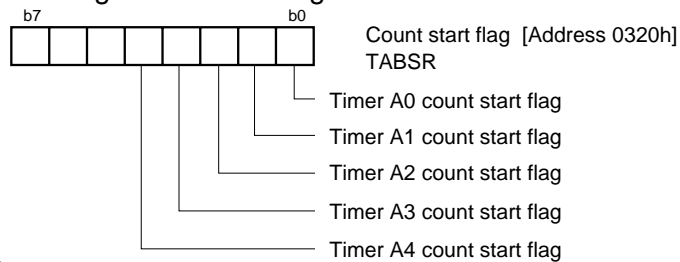 b7 b0
Count start flag [Address 0320h]
TABSR
Timer A0 count start flag
Timer A1 count start flag
Timer A2 count start flag
Timer A3 count start flag
Timer A4 count start flag